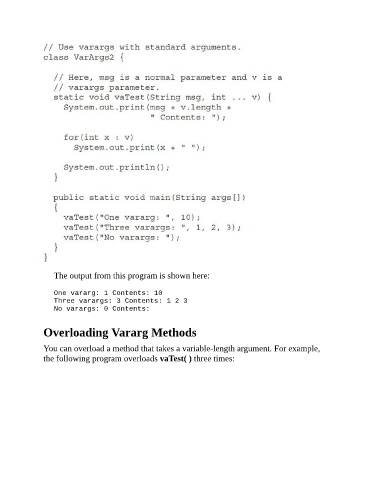 // Use varargs with standard arguments.
class VarArgs2 {
// Here, msg is a normal parameter and v is a
// varargs parameter.
static void vaTest(String msg, int ... v) {
System.out.print(msg + v.length +
" Contents: ");
for(int x : v)
System.out.print(x + " ");
System.out.println();
}
public static void main(String args[])
{
vaTest("One vararg: ", 10);
vaTest("Three varargs: ", 1, 2, 3);
vaTest("No varargs: ");
}
}
The output from this program is shown here:
One vararg: 1 Contents: 10
Three varargs: 3 Contents: 1 2 3
No varargs: 0 Contents:
Overloading Vararg Methods
You can overload a method that takes a variable-length argument. For example,
the following program overloads vaTest( ) three times: